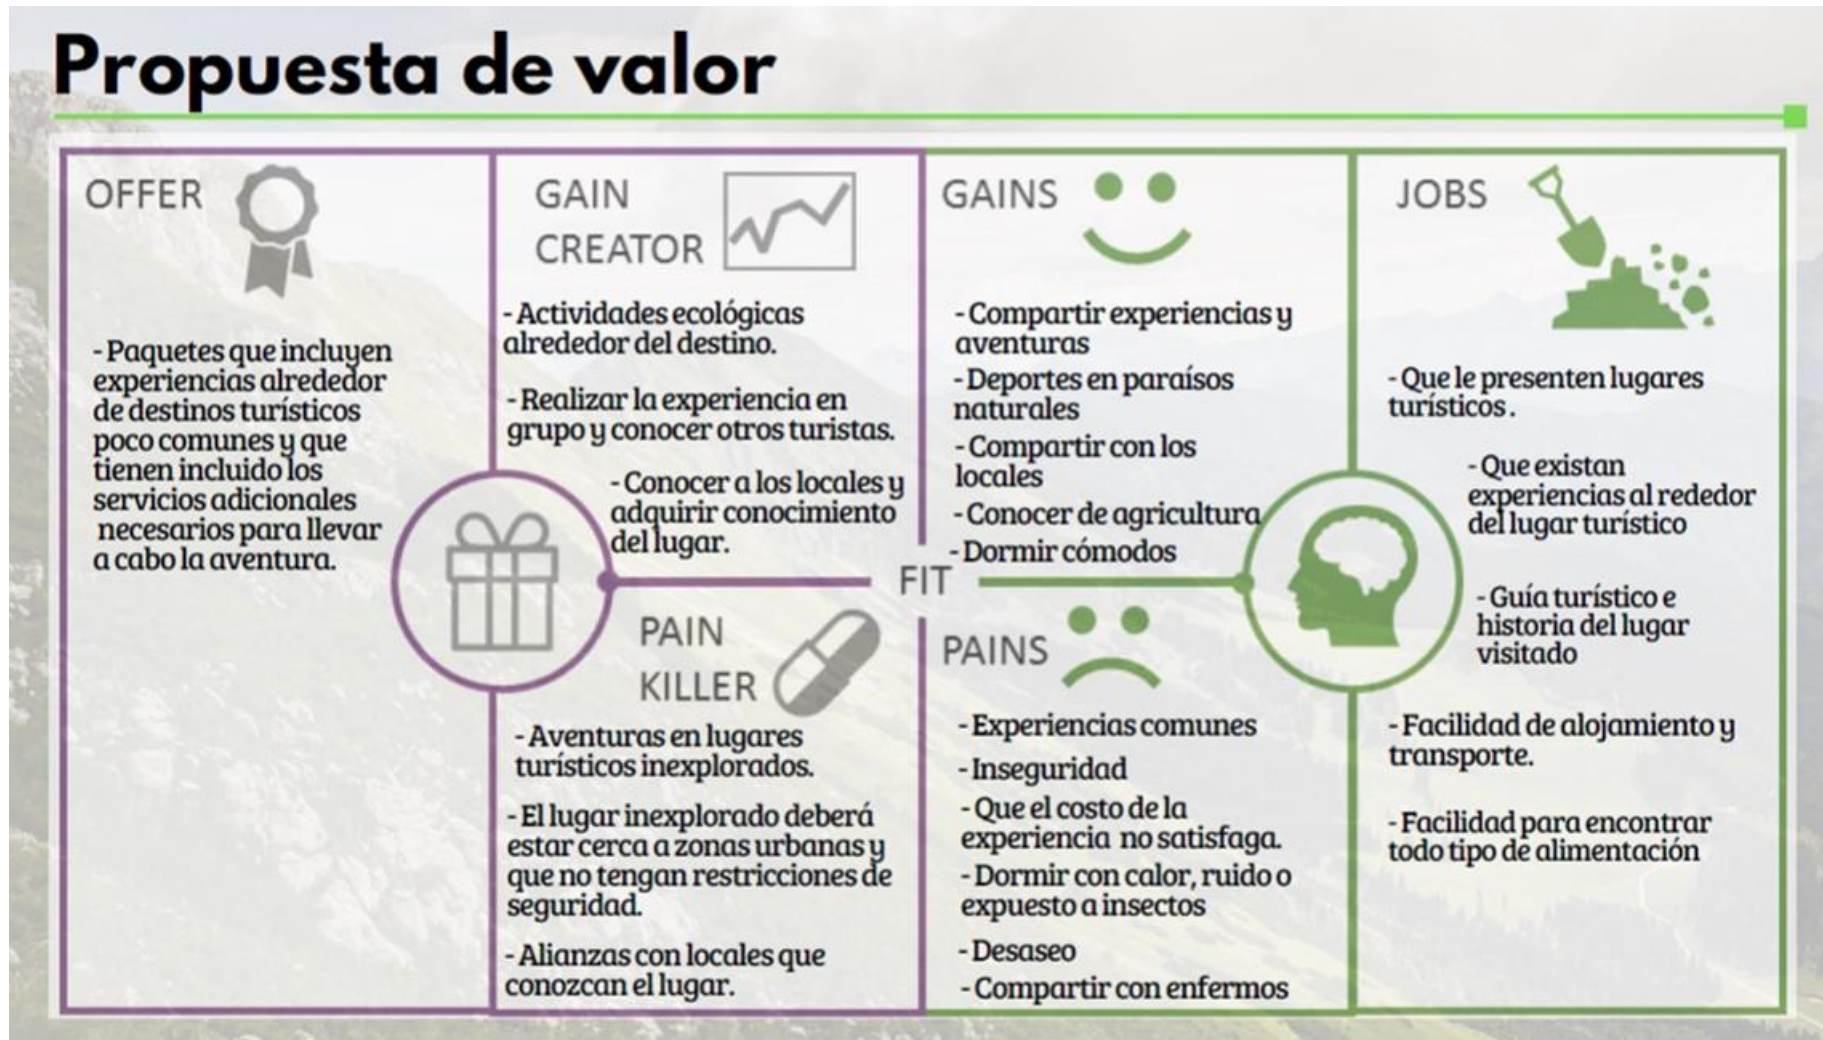 Propuesta de valor
OFFER
- Paquetes que incluyen
experiencias alrededor
de destinos turísticos
poco comunes y que
tienen incluido los
servicios adicionales
necesarios para llevar
a cabo la aventura.
GAIN
CREATOR
- Actividades ecológicas
alrededor del destino.
- Realizar la experiencia en
grupo y conocer otros turistas.
- Conocer a los locales y
adquirir conocimiento
del lugar.
PAIN
KILLER
- Aventuras en lugares
turísticos inexplorados.
- El lugar inexplorado deberá
estar cerca a zonas urbanas y
que no tengan restricciones de
seguridad.
- Alianzas con locales que
conozcan el lugar.
FIT
GAINS
- Compartir experiencias y
aventuras
- Deportes en paraísos
naturales
- Compartir con los
locales
- Conocer de agricultura
- Dormir cómodos
PAINS
- Experiencias comunes
- Inseguridad
- Que el costo de la
experiencia no satisfaga.
- Dormir con calor, ruido o
expuesto a insectos
- Desaseo
- Compartir con enfermos
JOBS
- Que le presenten lugares
turísticos.
- Que existan
experiencias al rededor
del lugar turístico
- Guía turístico e
historia del lugar
visitado
- Facilidad de alojamiento y
transporte.
- Facilidad para encontrar
todo tipo de alimentación